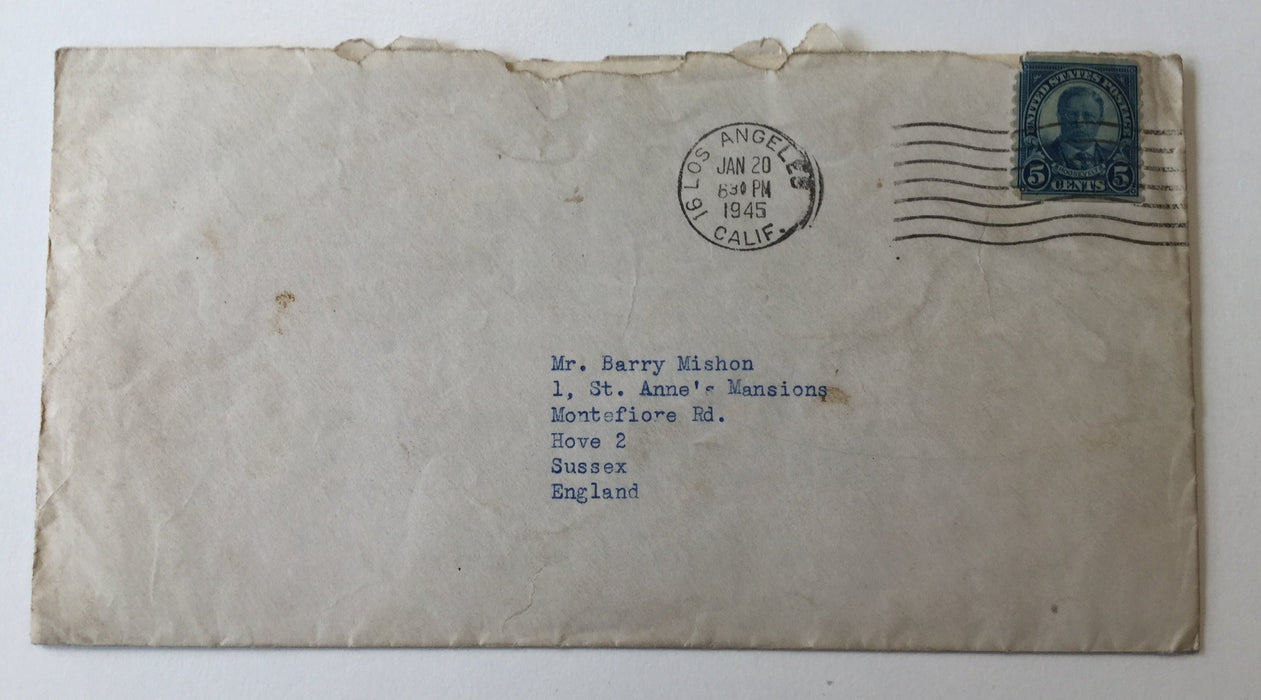 UNITED STATES POSTAGE
ROOSEVELT
5 CENTS 5
16 LOS ANGELES
JAN 20
630 PM
1945
CALIF.
Mr. Barry Mishon
1, St. Anne's Mansions
Montefiore Rd.
Hove 2
Sussex
England